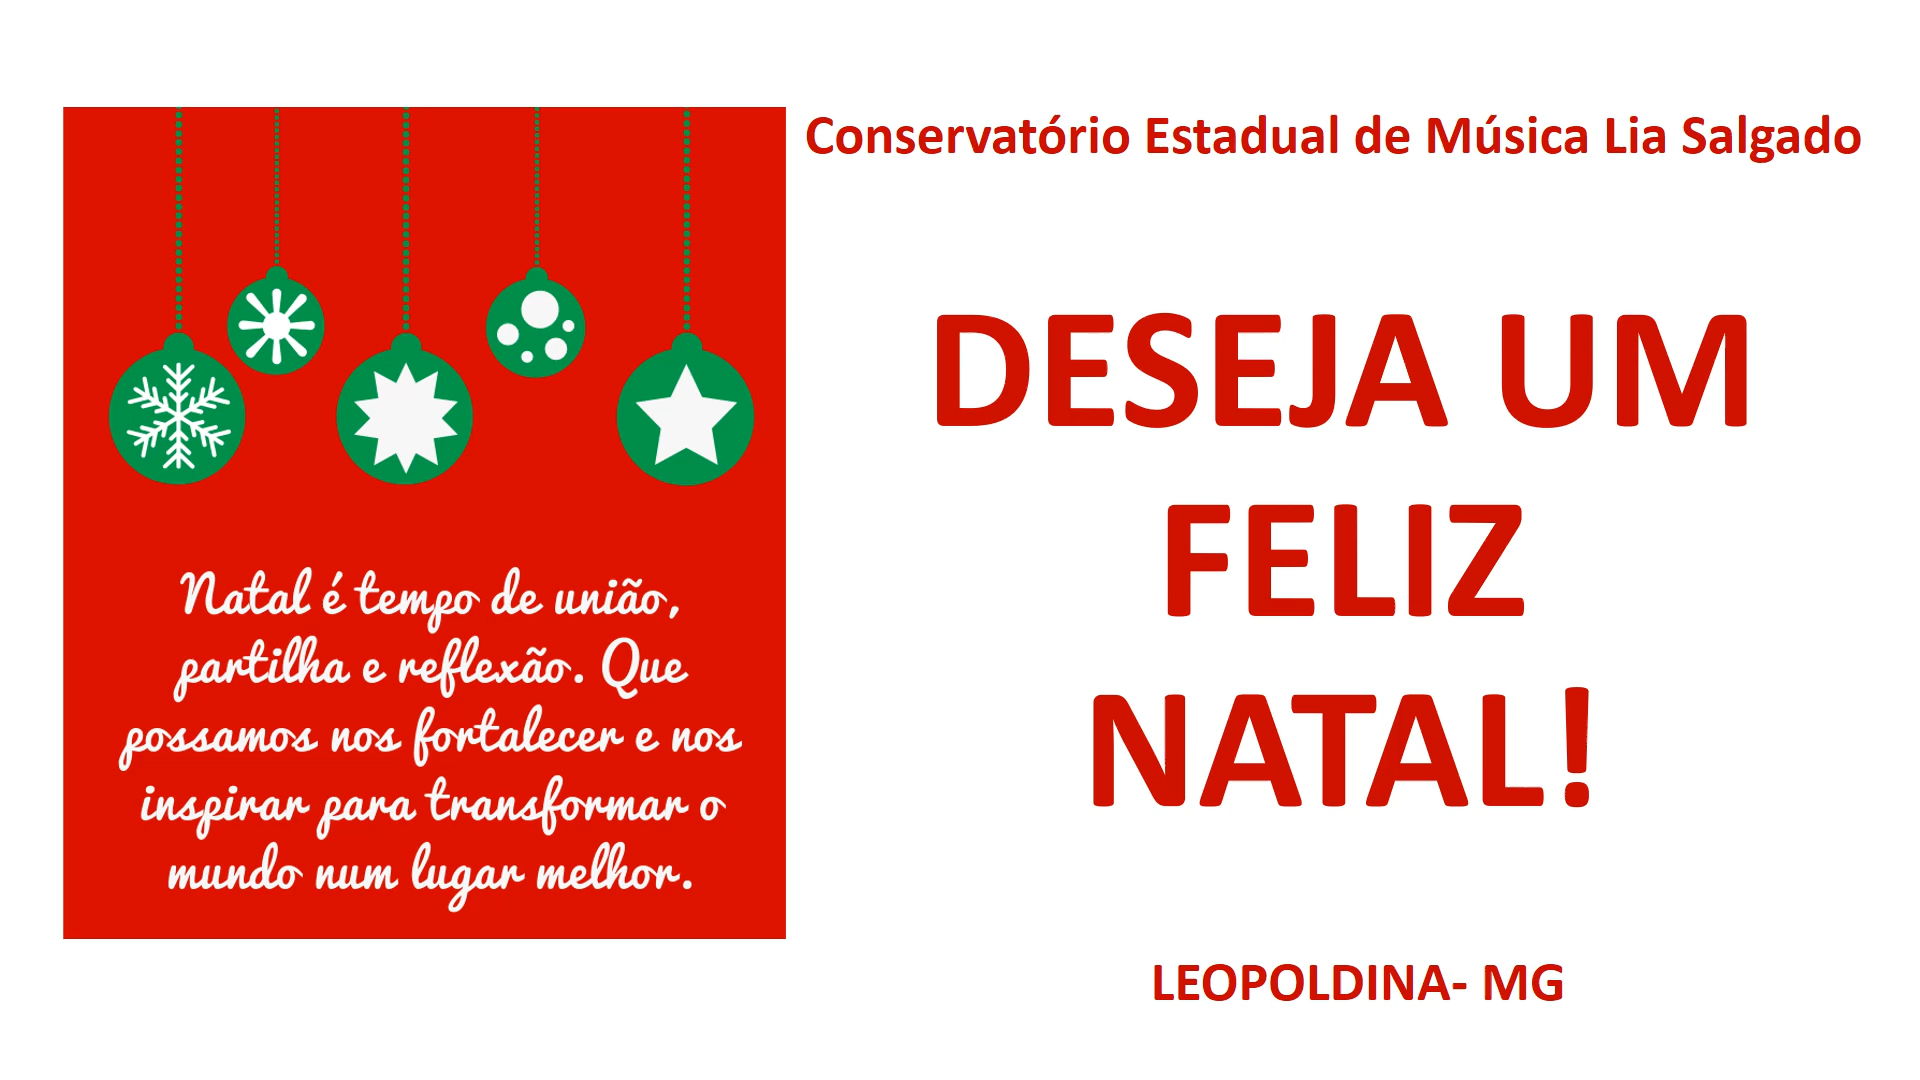 Conservatório Estadual de Música Lia Salgado
DESEJA UM
FELIZ
NATAL!
Natal é tempo de união,
partilha e reflexão. Que
possamos nos fortalecer e nos
inspirar para transformar o
mundo num lugar melhor.
LEOPOLDINA- MG